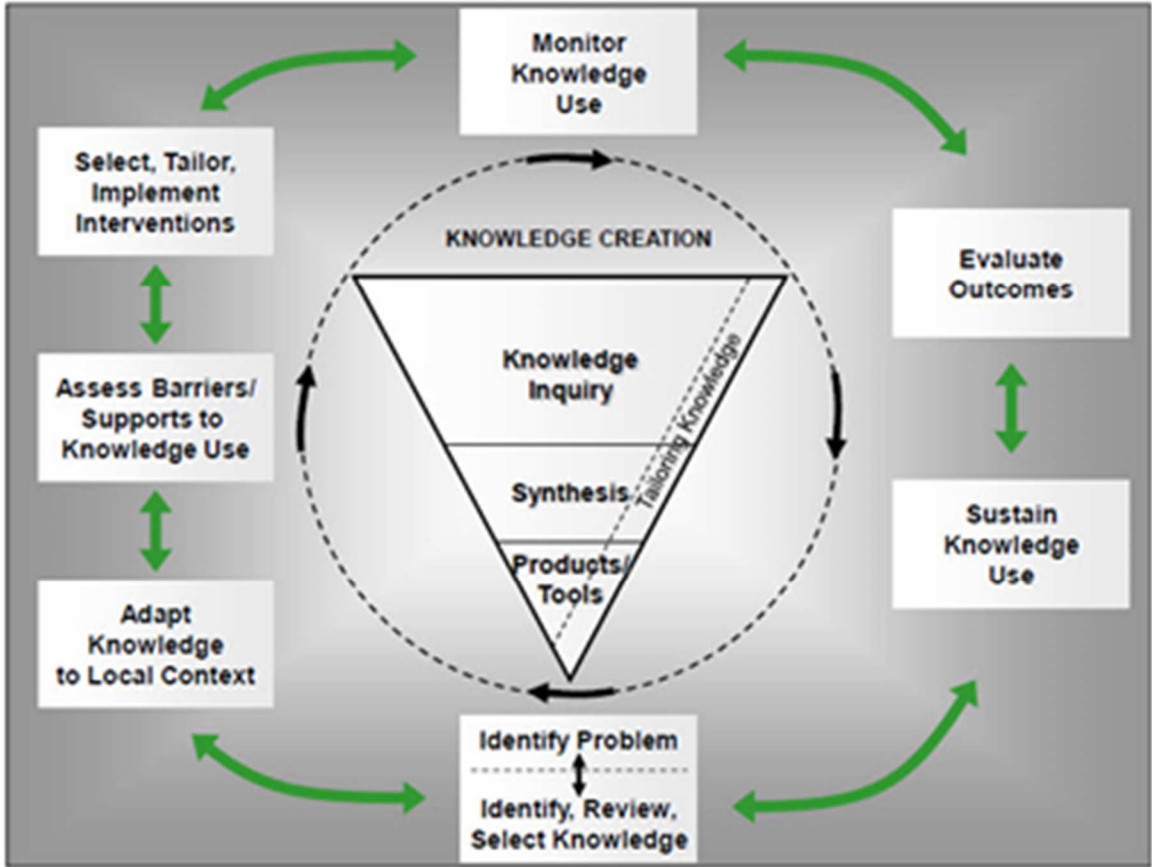 Monitor
Knowledge
Use
Select, Tailor,
Implement
Interventions
KNOWLEDGE CREATION
Evaluate
Outcomes
Knowledge
Inquiry
Tailoring Knowledge
Assess Barriers/
Supports to
Knowledge Use
Synthesis
Sustain
Knowledge
Use
Products/
Tools
Adapt
Knowledge
to Local Context
Identify Problem
Identify, Review,
Select Knowledge